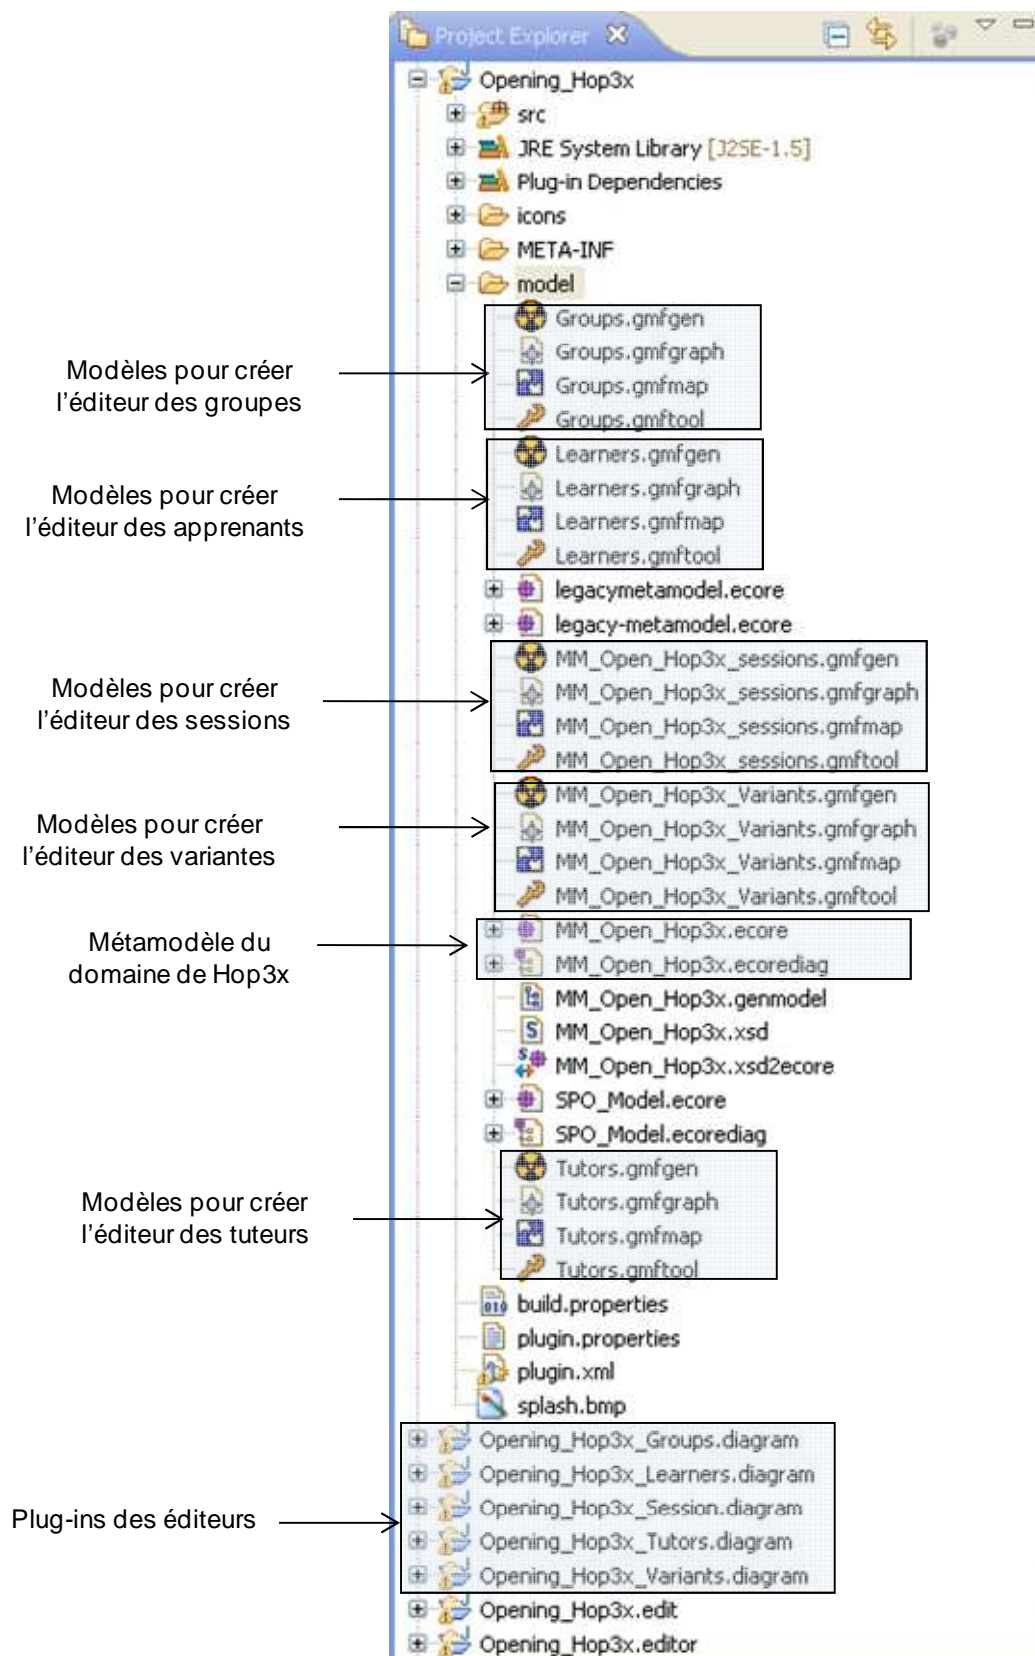 Project Explorer
Opening_Hop3x
src
JRE System Library [J2SE-1.5]
Plug-in Dependencies
icons
META-INF
model
Groups.gmfgen
Groups.gmfgraph
Groups.gmfmap
Groups.gmftool
Modèles pour créer
l'éditeur des groupes
Learners.gmfgen
Learners.gmfgraph
Learners.gmfmap
Learners.gmftool
Modèles pour créer
l'éditeur des apprenants
legacymetamodel.ecore
legacy-metamodel.ecore
MM_Open_Hop3x_sessions.gmfgen
MM_Open_Hop3x_sessions.gmfgraph
MM_Open_Hop3x_sessions.gmfmap
MM_Open_Hop3x_sessions.gmftool
Modèles pour créer
l'éditeur des sessions
MM_Open_Hop3x_Variants.gmfgen
MM_Open_Hop3x_Variants.gmfgraph
MM_Open_Hop3x_Variants.gmfmap
MM_Open_Hop3x_Variants.gmftool
Modèles pour créer
l'éditeur des variantes
MM_Open_Hop3x.ecore
MM_Open_Hop3x.ecorediag
Métamodèle du
domaine de Hop3x
MM_Open_Hop3x.genmodel
MM_Open_Hop3x.xsd
MM_Open_Hop3x.xsd2ecore
SPO_Model.ecore
SPO_Model.ecorediag
Tutors.gmfgen
Tutors.gmfgraph
Tutors.gmfmap
Tutors.gmftool
Modèles pour créer
l'éditeur des tuteurs
build.properties
plugin.properties
plugin.xml
splash.bmp
Opening_Hop3x_Groups.diagram
Opening_Hop3x_Learners.diagram
Opening_Hop3x_Session.diagram
Opening_Hop3x_Tutors.diagram
Opening_Hop3x_Variants.diagram
Plug-ins des éditeurs
Opening_Hop3x.edit
Opening_Hop3x.editor